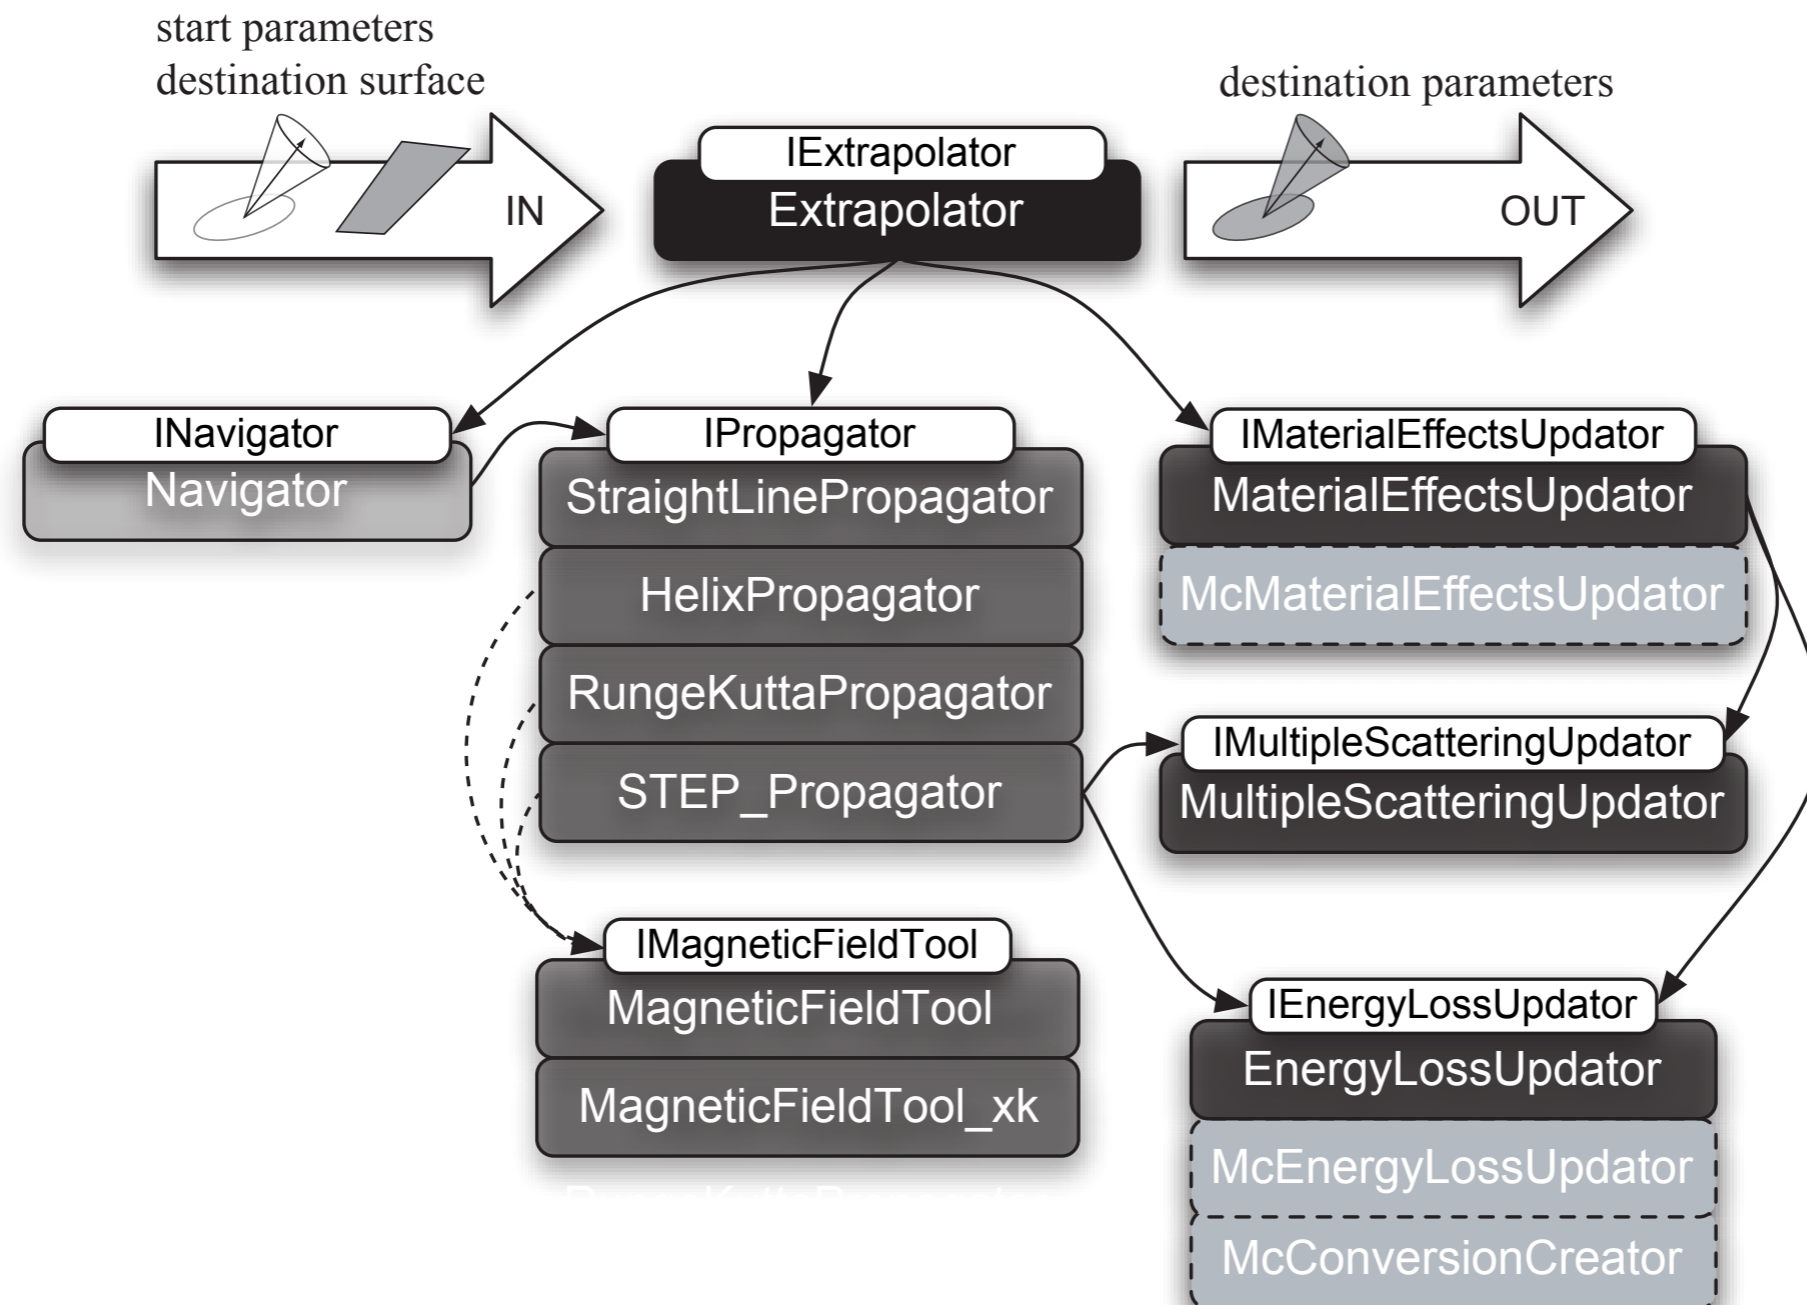 start parameters
destination surface
destination parameters
IN
IExtrapolator
Extrapolator
OUT
INavigator
Navigator
IPropagator
StraightLinePropagator
HelixPropagator
RungeKuttaPropagator
STEP_Propagator
IMaterialEffectsUpdator
MaterialEffectsUpdator
McMaterialEffectsUpdator
IMultipleScatteringUpdator
MultipleScatteringUpdator
IMagneticFieldTool
MagneticFieldTool
MagneticFieldTool_xk
IEnergyLossUpdator
EnergyLossUpdator
McEnergyLossUpdator
McConversionCreator